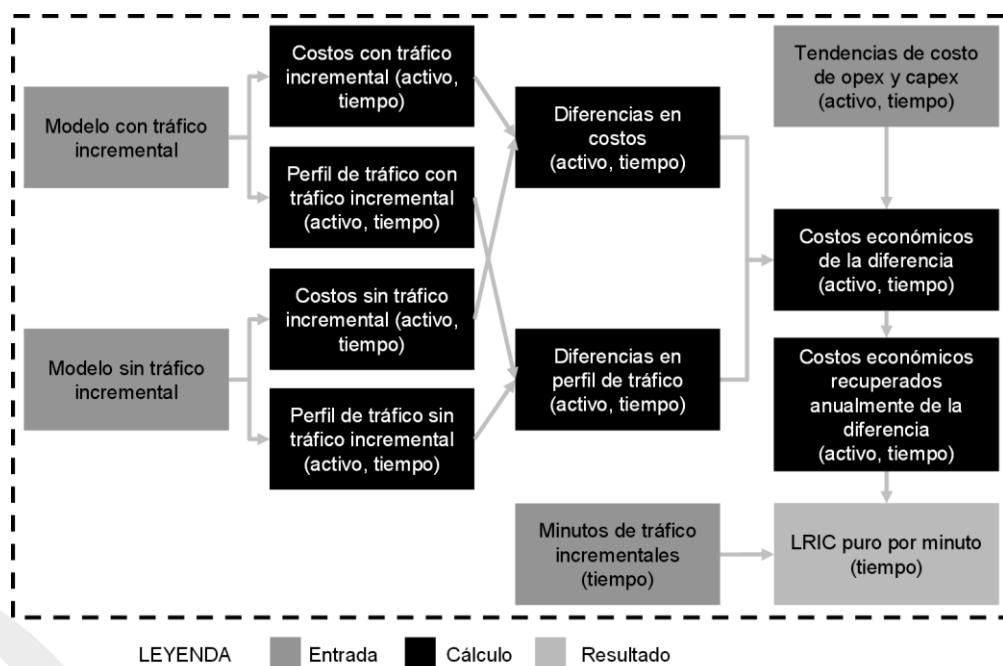 Modelo con tráfico
incremental
Modelo sin tráfico
incremental
Costos con tráfico
incremental (activo,
tiempo)
Perfil de tráfico con
tráfico incremental
(activo, tiempo)
Costos sin tráfico
incremental (activo,
tiempo)
Perfil de tráfico sin
tráfico incremental
(activo, tiempo)
Diferencias en
costos
(activo, tiempo)
Diferencias en
perfil de tráfico
(activo, tiempo)
Minutos de tráfico
incrementales
(tiempo)
Tendencias de costo
de opex y capex
(activo, tiempo)
Costos económicos
de la diferencia
(activo, tiempo)
Costos económicos
recuperados
anualmente de la
diferencia
(activo, tiempo)
LRIC puro por minuto
(tiempo)
LEYENDA
Entrada
Cálculo
Resultado